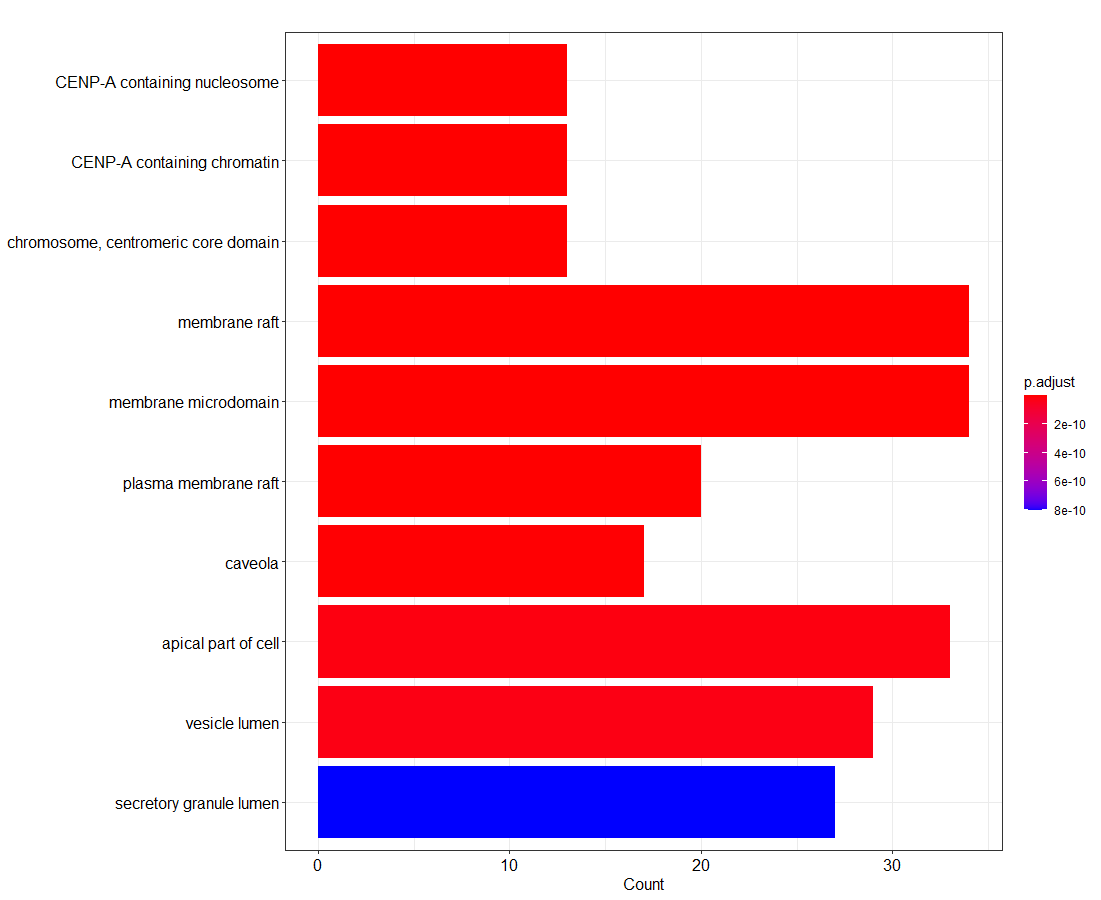 CENP-A containing nucleosome
CENP-A containing chromatin
chromosome, centromeric core domain
membrane raft
membrane microdomain
plasma membrane raft
caveola
apical part of cell
vesicle lumen
secretory granule lumen
0
10
20
30
Count
p.adjust
2e-10
4e-10
6e-10
8e-10